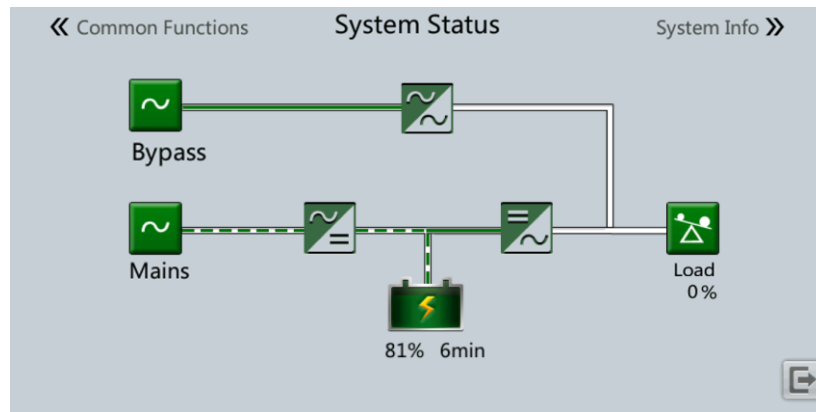 Common Functions
System Status
System Info
Bypass
Mains
Load
0%
81% 6min